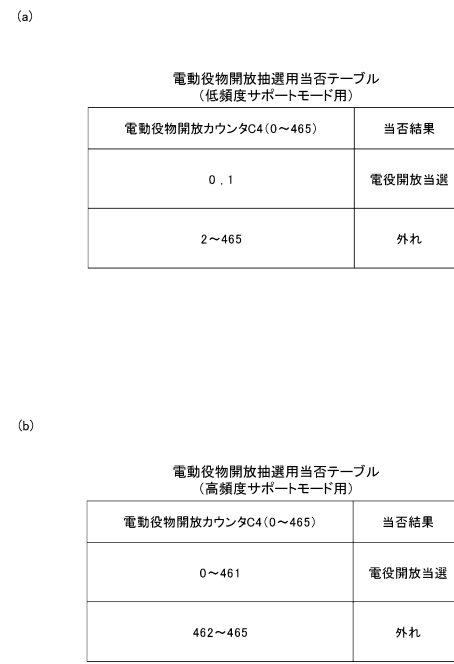 (a)
電動役物開放抽選用当否テーブル
(低頻度サポートモード用)
電動役物開放カウンタC4(0〜465) 当否結果
0，1 電役開放当選
2〜465 外れ
(b)
電動役物開放抽選用当否テーブル
(高頻度サポートモード用)
電動役物開放カウンタC4(0〜465) 当否結果
0〜461 電役開放当選
462〜465 外れ